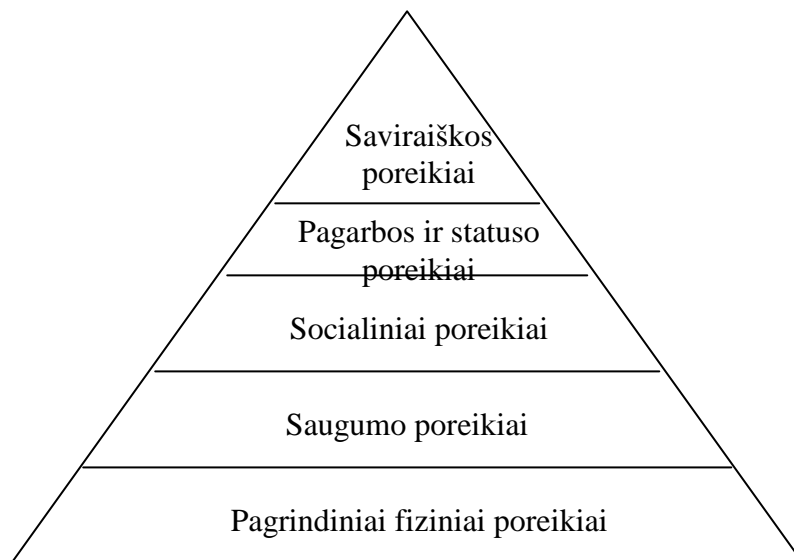 Saviraiškos
poreikiai
Pagarbos ir statuso
poreikiai
Socialiniai poreikiai
Saugumo poreikiai
Pagrindiniai fiziniai poreikiai